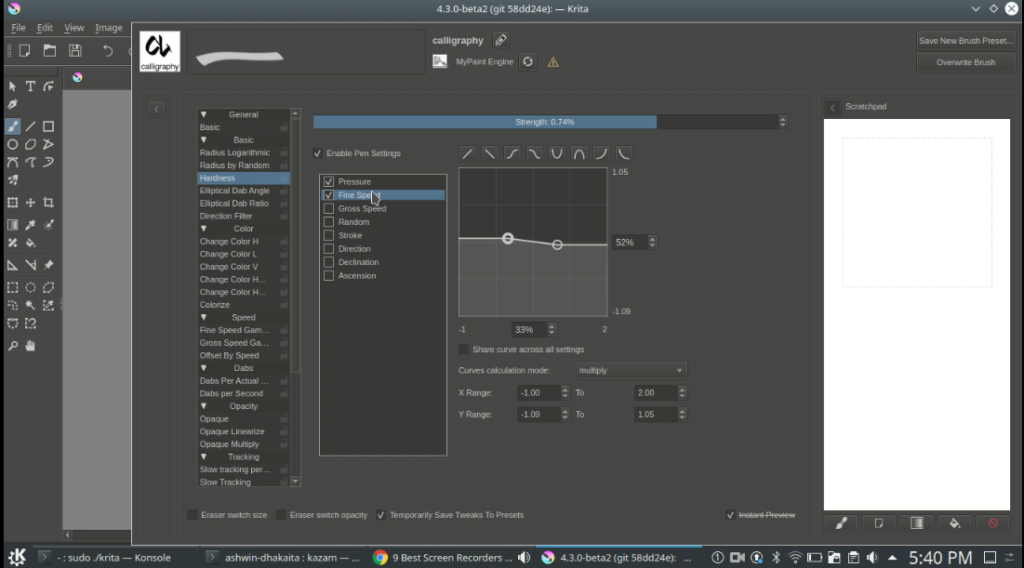 4.3.0-beta2 (git 58dd24e): — Krita
File Edit View Image
calligraphy
calligraphy
MyPaint Engine
Save New Brush Preset...
Overwrite Brush
General
Basic
Basic
Radius Logarithmic
Radius by Random
Hardness
Elliptical Dab Angle
Elliptical Dab Ratio
Direction Filter
Color
Change Color H
Change Color L
Change Color V
Change Color H...
Change Color H...
Colorize
Speed
Fine Speed Gam...
Gross Speed Ga...
Offset By Speed
Dabs
Dabs Per Actual ...
Dabs per Second
Opacity
Opaque
Opaque Linearize
Opaque Multiply
Tracking
Slow tracking per...
Slow Tracking
Strength: 0.74%
Enable Pen Settings
Pressure
Fine Speed
Gross Speed
Random
Stroke
Direction
Declination
Ascension
1.05
52%
-1.09
-1 33% 2
Share curve across all settings
Curves calculation mode: multiply
X Range: -1.00 To 2.00
Y Range: -1.09 To 1.05
Scratchpad
Eraser switch size Eraser switch opacity Temporarily Save Tweaks To Presets Instant Preview
- : sudo ./krita — Konsole ashwin-dhakaita : kazam — ... 9 Best Screen Recorders ... 4.3.0-beta2 (git 58dd24e): ... 5:40 PM